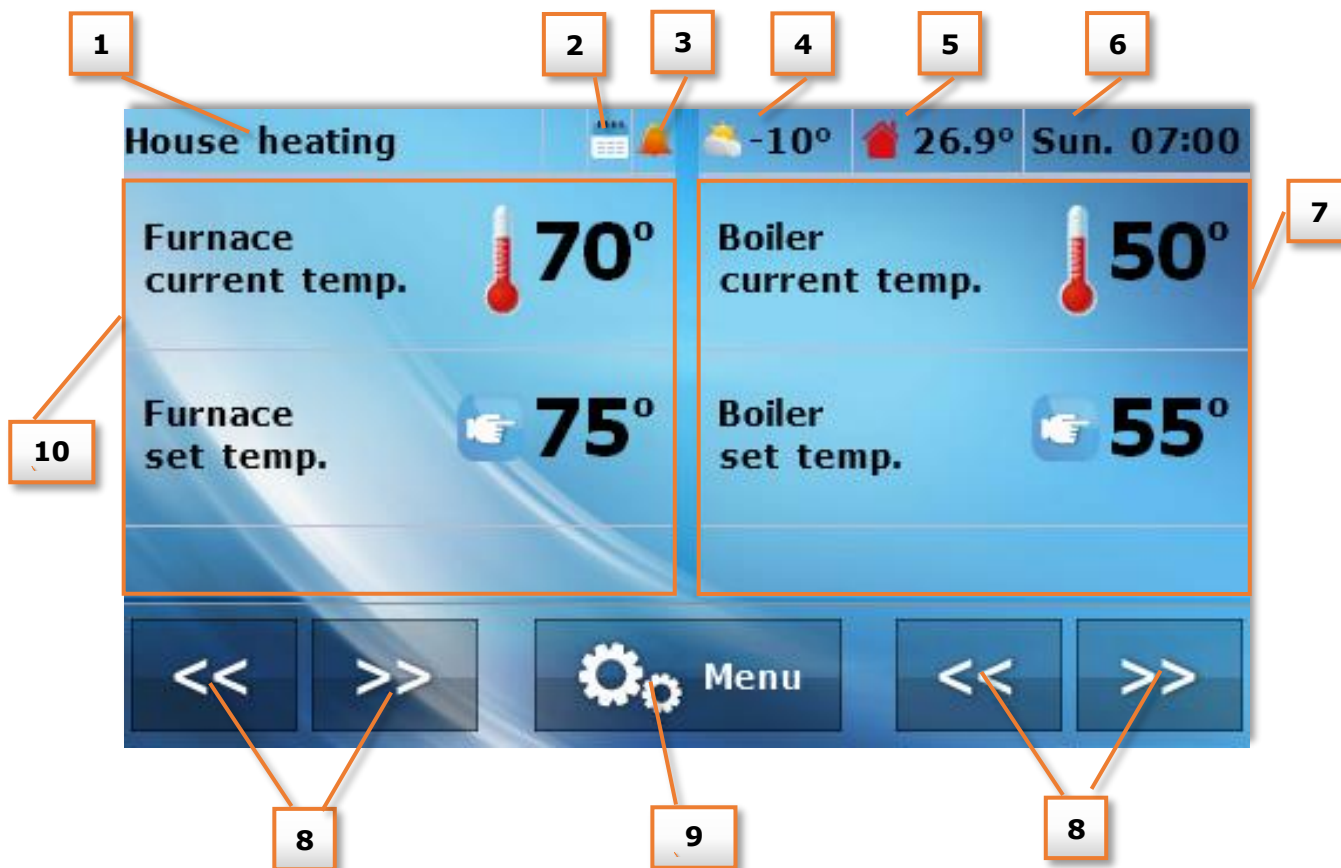 1
2
3
4
5
6
House heating
-10°
26.9°
Sun. 07:00
7
Furnace
current temp.
70°
Boiler
current temp.
50°
10
Furnace
set temp.
75°
Boiler
set temp.
55°
<<
>>
Menu
<<
>>
8
9
8